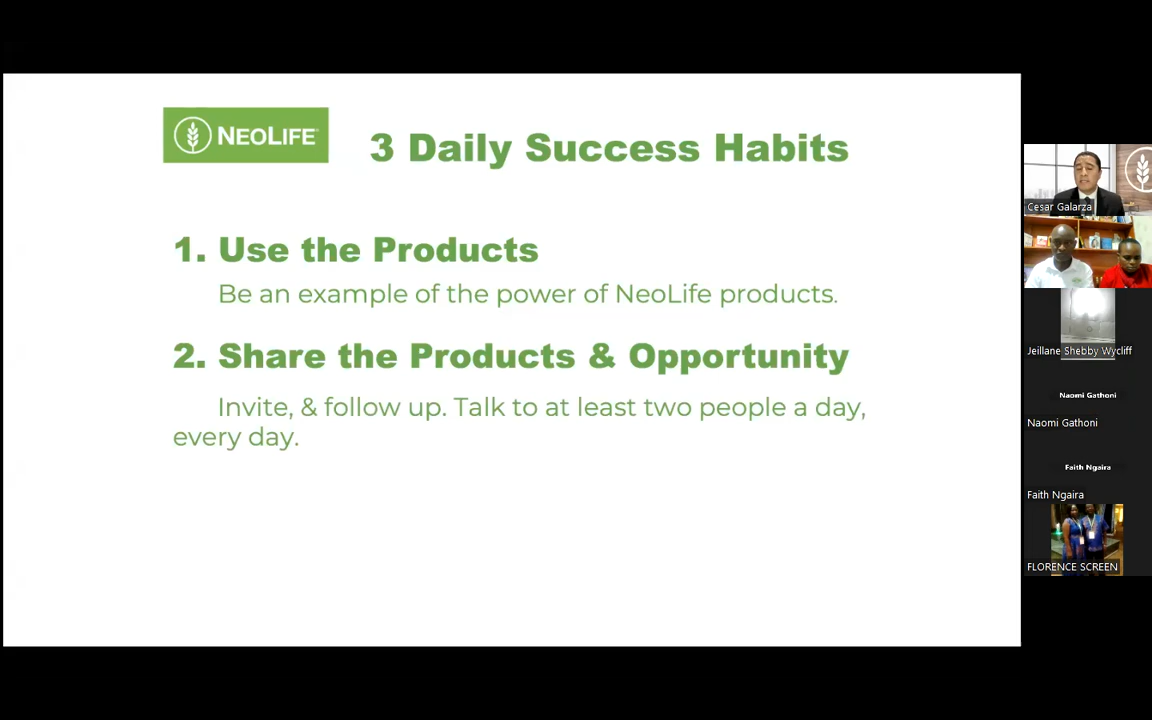 NEOLIFE
3 Daily Success Habits
1. Use the Products
Be an example of the power of NeoLife products.
2. Share the Products & Opportunity
Invite, & follow up. Talk to at least two people a day,
every day.
Cesar Galarza
Jeillane Shebby Wycliff
Naomi Gathoni
Naomi Gathoni
Faith Ngaira
Faith Ngaira
FLORENCE SCREEN